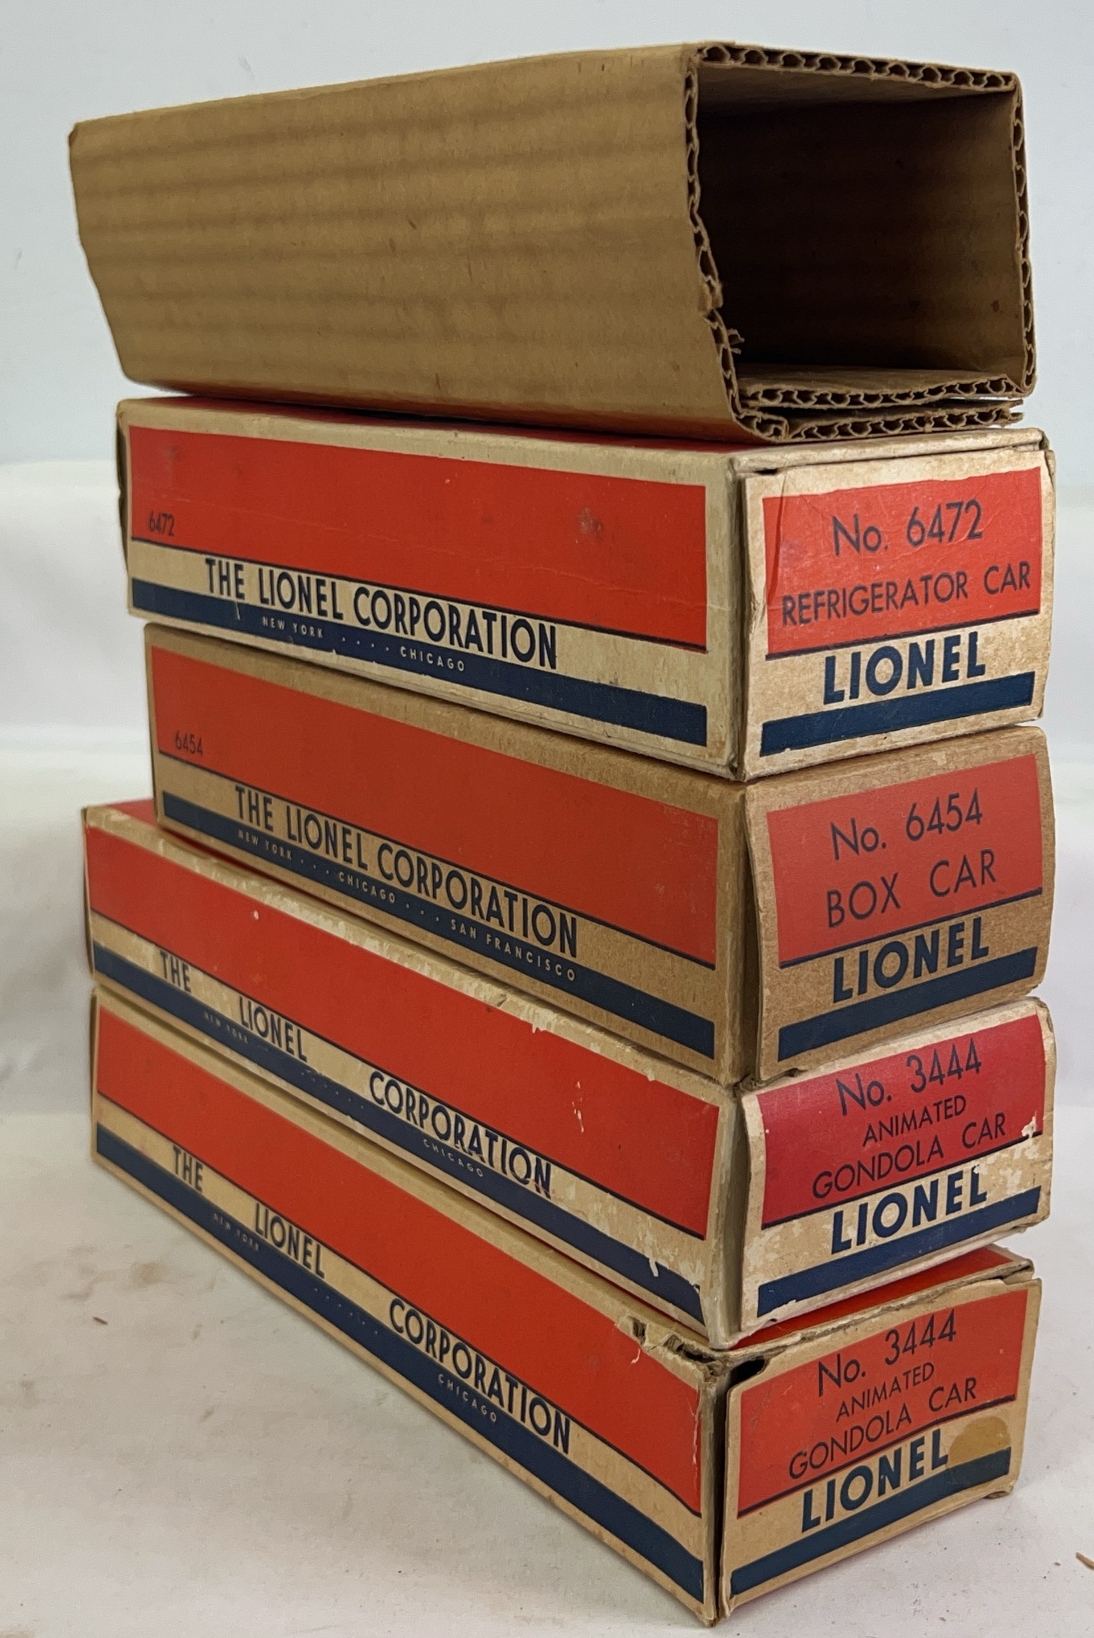 6472
THE LIONEL CORPORATION
NEW YORK .... CHICAGO
No. 6472
REFRIGERATOR CAR
LIONEL
6454
THE LIONEL CORPORATION
NEW YORK ... CHICAGO ... SAN FRANCISCO
No. 6454
BOX CAR
LIONEL
THE LIONEL CORPORATION
NEW YORK CHICAGO
No. 3444
ANIMATED
GONDOLA CAR
LIONEL
THE LIONEL CORPORATION
NEW YORK CHICAGO
No. 3444
ANIMATED
GONDOLA CAR
LIONEL